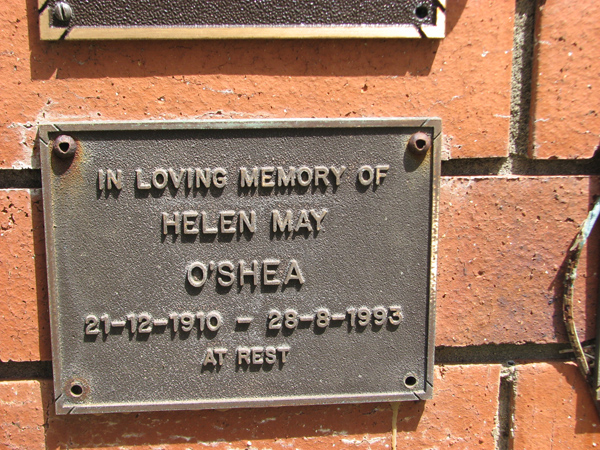 IN LOVING MEMORY OF
HELEN MAY
O'SHEA
21-12-1910 - 28-8-1993
AT REST